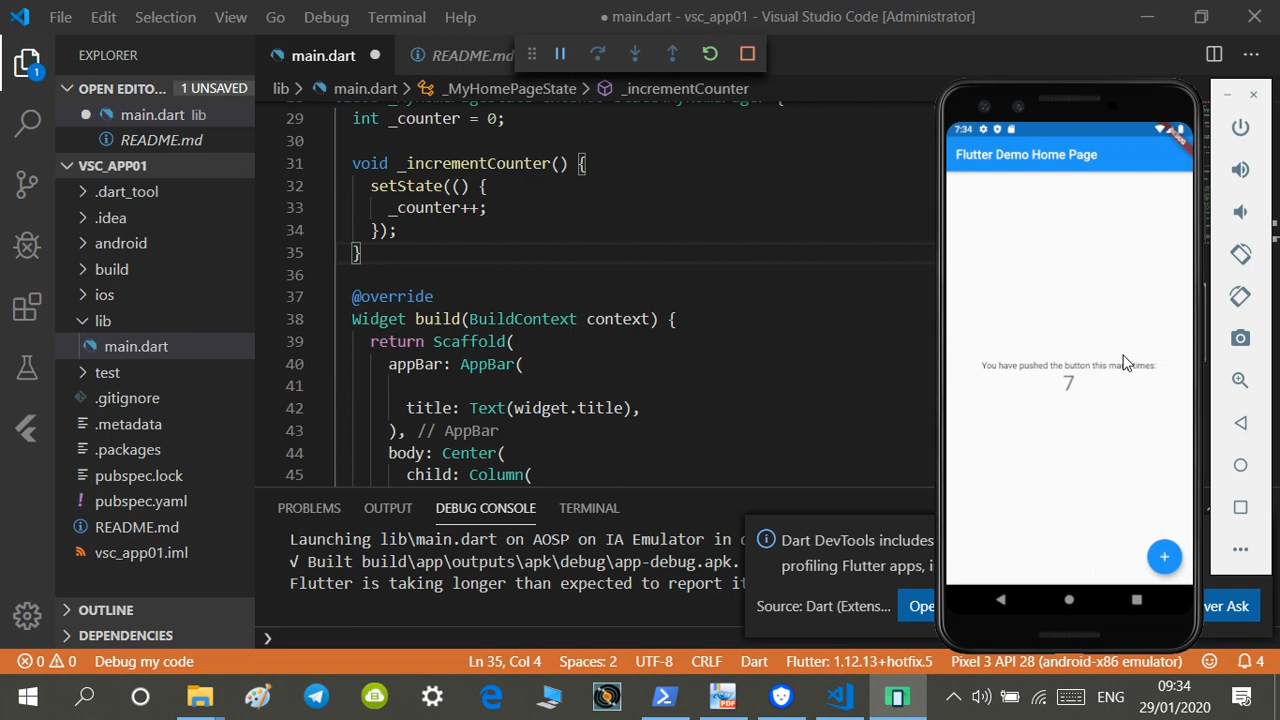 File Edit Selection View Go Debug Terminal Help
● main.dart - vsc_app01 - Visual Studio Code [Administrator]
EXPLORER
main.dart ●
README.md
1
OPEN EDITO... 1 UNSAVED
● main.dart lib
README.md
VSC_APP01
.dart_tool
.idea
android
build
ios
lib
main.dart
test
.gitignore
.metadata
.packages
pubspec.lock
! pubspec.yaml
README.md
vsc_app01.iml
OUTLINE
DEPENDENCIES
lib > main.dart > _MyHomePageState > _incrementCounter
29 int _counter = 0;
30
31 void _incrementCounter() {
32 setState(() {
33 _counter++;
34 });
35 }
36
37 @override
38 Widget build(BuildContext context) {
39 return Scaffold(
40 appBar: AppBar(
41
42 title: Text(widget.title),
43 ), // AppBar
44 body: Center(
45 child: Column(
PROBLEMS OUTPUT DEBUG CONSOLE TERMINAL
Launching lib\main.dart on AOSP on IA Emulator in d
√ Built build\app\outputs\apk\debug\app-debug.apk.
Flutter is taking longer than expected to report it
Dart DevTools includes
profiling Flutter apps, i
Source: Dart (Extens...
Ope
ver Ask
7:34
DEBUG
Flutter Demo Home Page
You have pushed the button this times:
7
+
0 0 Debug my code Ln 35, Col 4 Spaces: 2 UTF-8 CRLF Dart Flutter: 1.12.13+hotfix.5 Pixel 3 API 28 (android-x86 emulator) 4
PDF
ENG
09:34
29/01/2020